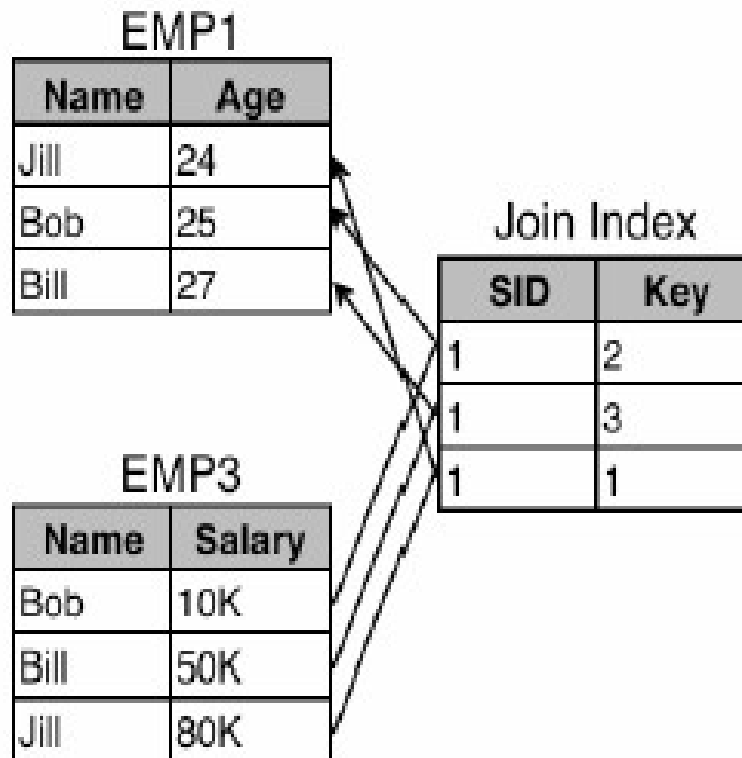 EMP1
Name Age
Jill 24
Bob 25
Bill 27
Join Index
SID Key
1 2
1 3
1 1
EMP3
Name Salary
Bob 10K
Bill 50K
Jill 80K